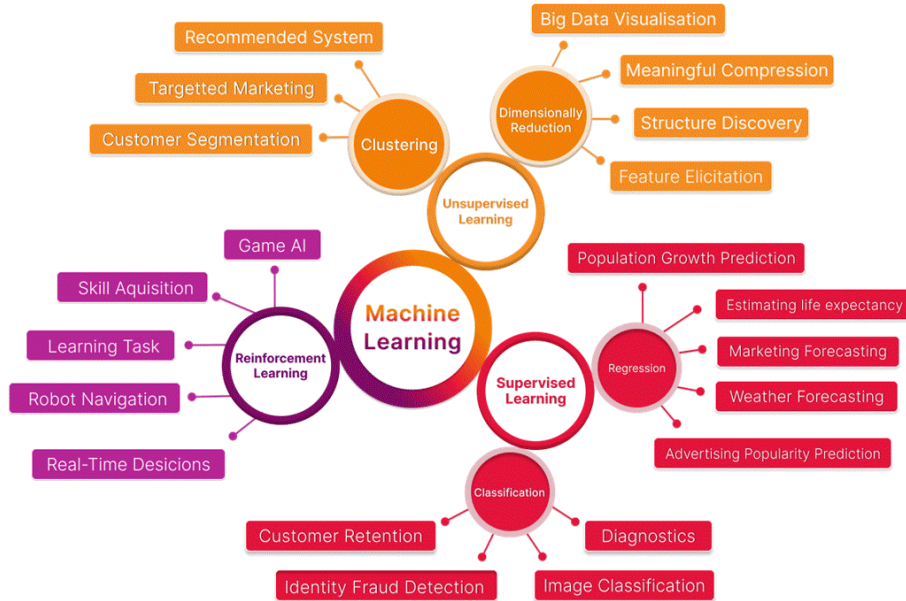 Big Data Visualisation
Recommended System
Meaningful Compression
Targetted Marketing
Dimensionally
Reduction
Structure Discovery
Customer Segmentation
Clustering
Feature Elicitation
Unsupervised
Learning
Game AI
Population Growth Prediction
Skill Aquisition
Estimating life expectancy
Machine
Learning
Learning Task
Marketing Forecasting
Reinforcement
Learning
Regression
Supervised
Learning
Robot Navigation
Weather Forecasting
Real-Time Desicions
Advertising Popularity Prediction
Classification
Customer Retention
Diagnostics
Identity Fraud Detection
Image Classification